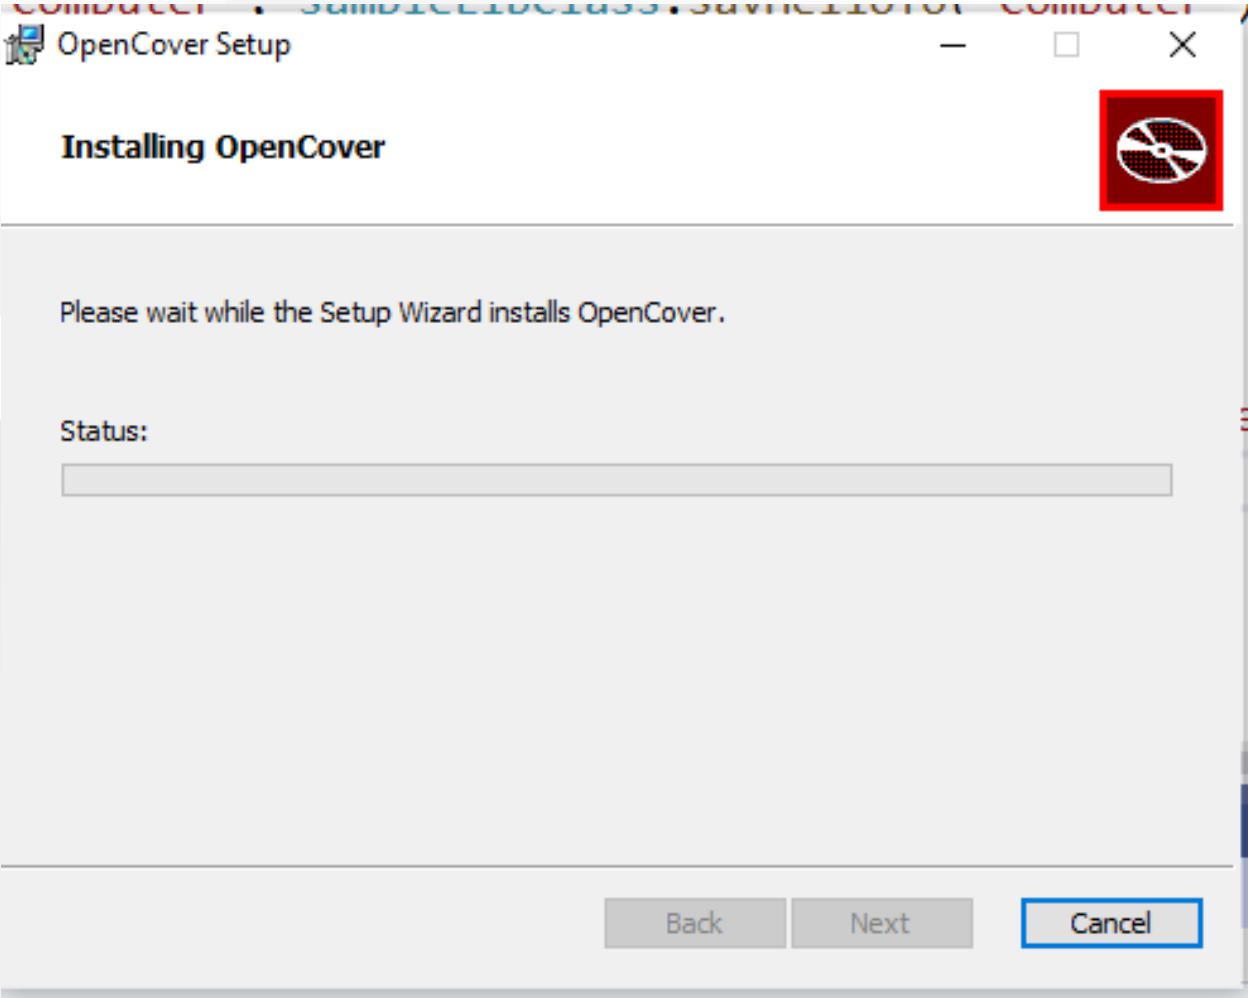 OpenCover Setup
Installing OpenCover
Please wait while the Setup Wizard installs OpenCover.
Status:
Back Next Cancel